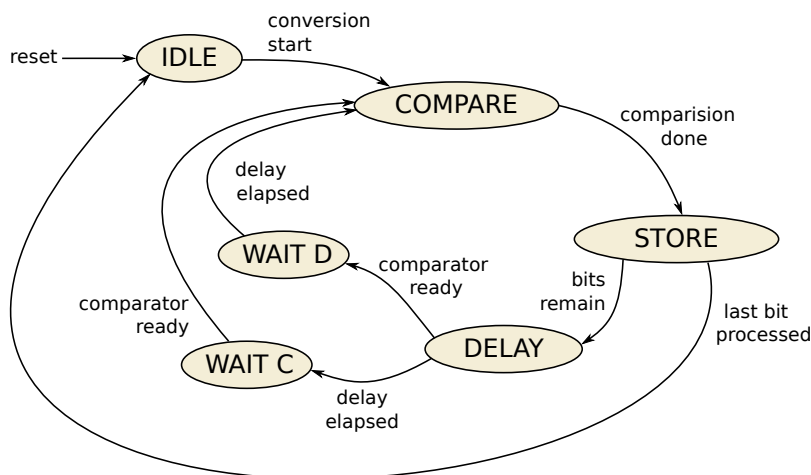 conversion
start
reset
IDLE
COMPARE
comparision
done
delay
elapsed
STORE
WAIT D
comparator
ready
bits
remain
comparator
ready
last bit
processed
DELAY
WAIT C
delay
elapsed